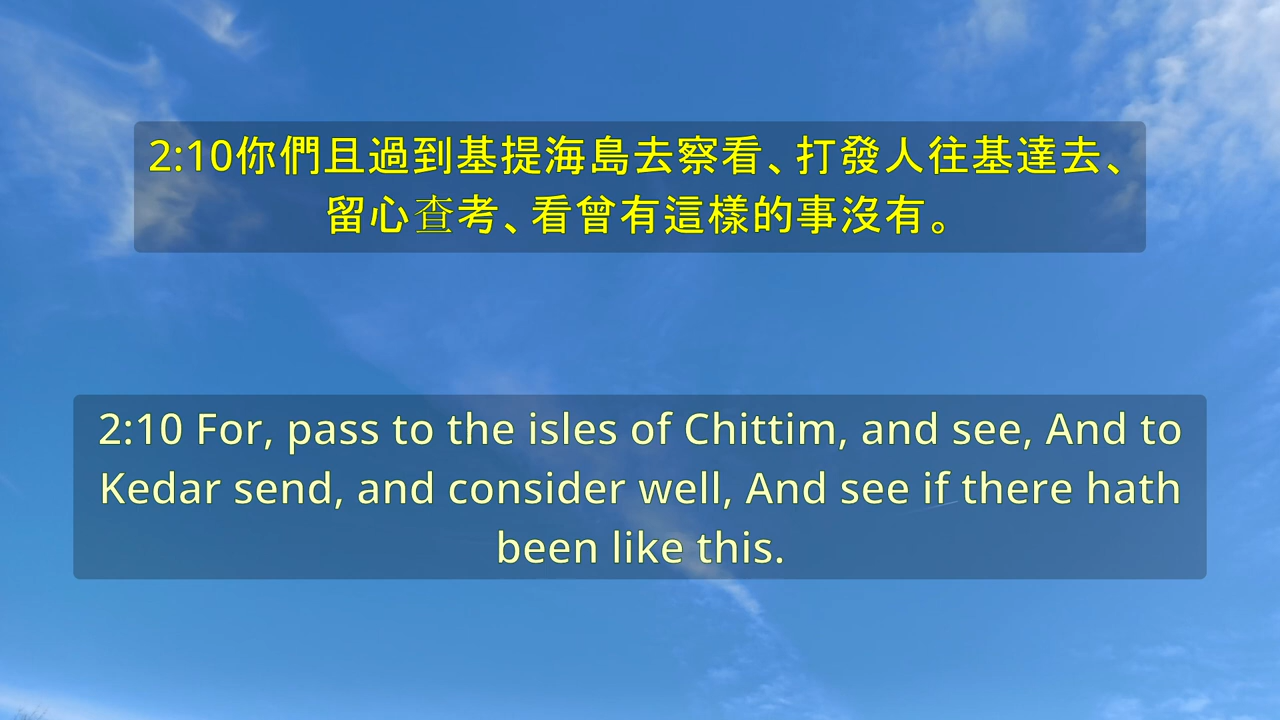 2:10你們且過到基提海島去察看、打發人往基達去、
留心查考、看曾有這樣的事沒有。
2:10 For, pass to the isles of Chittim, and see, And to
Kedar send, and consider well, And see if there hath
been like this.